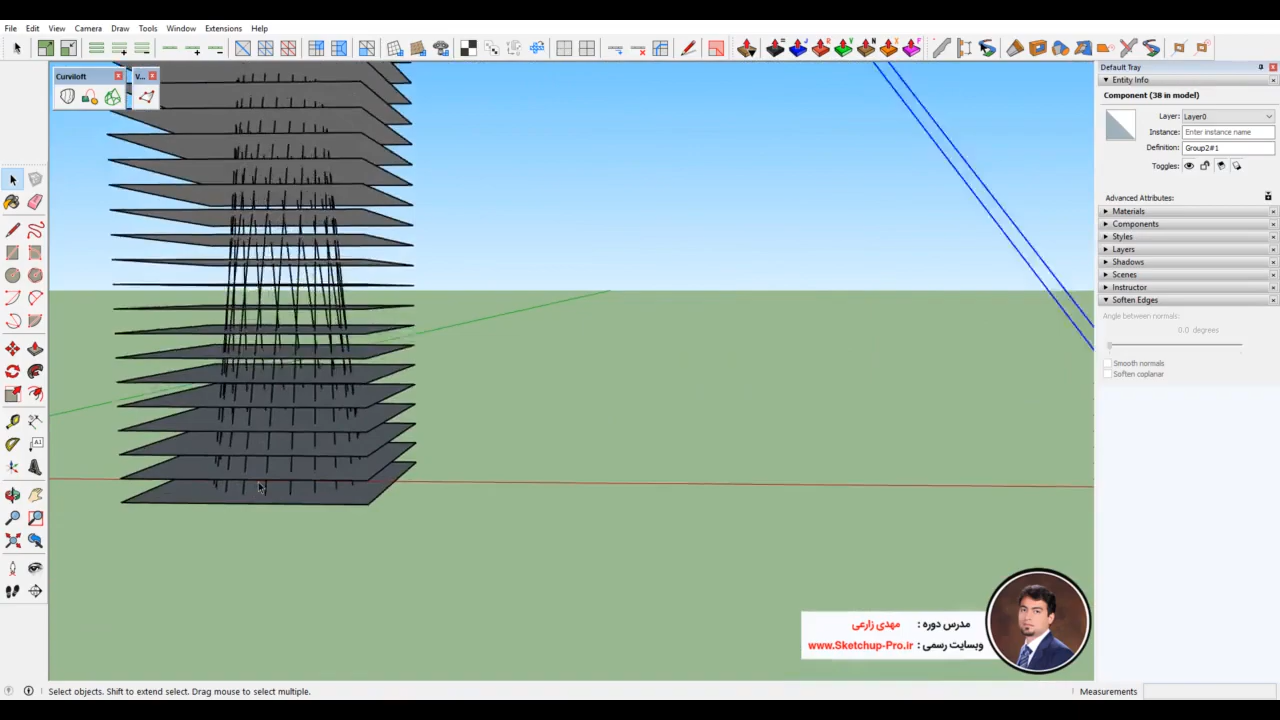 File Edit View Camera Draw Tools Window Extensions Help
Default Tray
Curviloft
V...
Entity Info
Component (38 in model)
Layer: Layer0
Instance: Enter instance name
Definition: Group2#1
Toggles:
Advanced Attributes:
Materials
Components
Styles
Layers
Shadows
Scenes
Instructor
Soften Edges
Angle between normals:
0.0 degrees
Smooth normals
Soften coplanar
مدرس دوره : مهدی زارعی
وبسایت رسمی : www.Sketchup-Pro.ir
Select objects. Shift to extend select. Drag mouse to select multiple.
Measurements